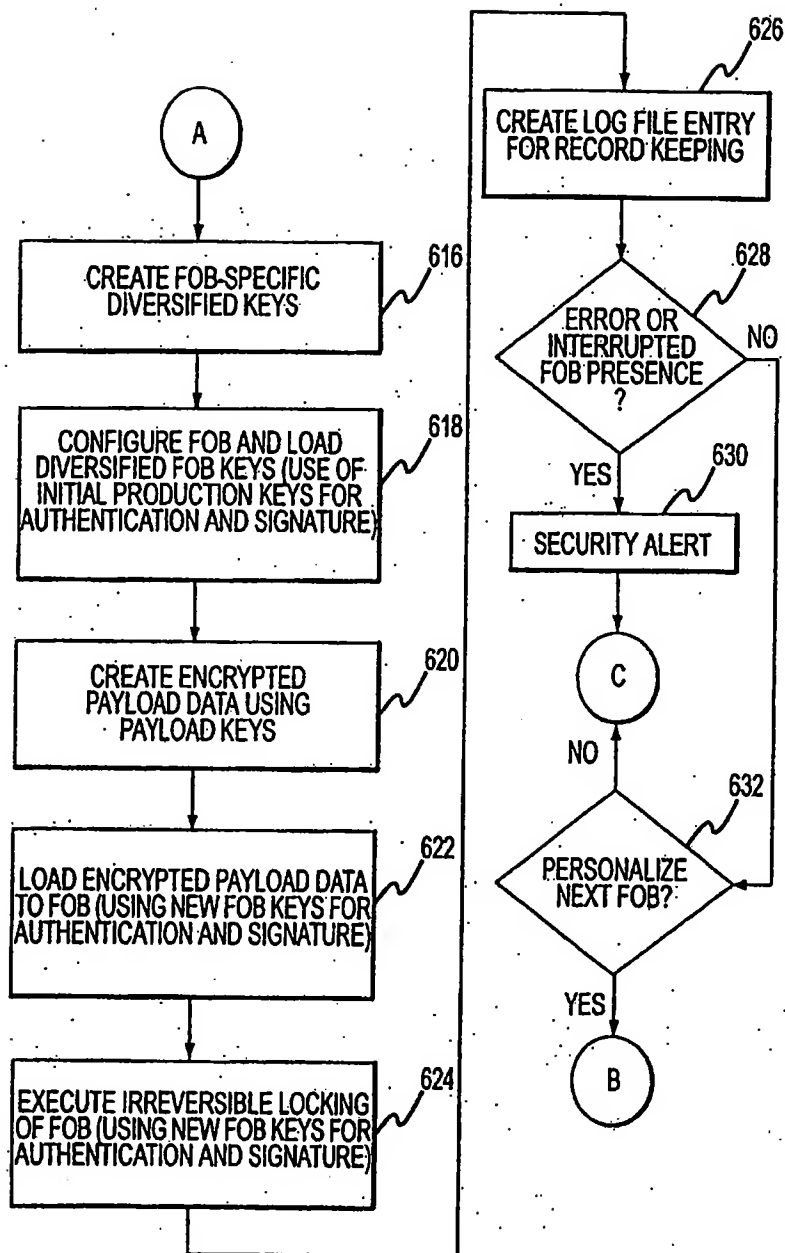 A
CREATE FOB-SPECIFIC
DIVERSIFIED KEYS
616
CONFIGURE FOB AND LOAD
DIVERSIFIED FOB KEYS (USE OF
INITIAL PRODUCTION KEYS FOR
AUTHENTICATION AND SIGNATURE)
618
CREATE ENCRYPTED
PAYLOAD DATA USING
PAYLOAD KEYS
620
LOAD ENCRYPTED PAYLOAD DATA
TO FOB (USING NEW FOB KEYS FOR
AUTHENTICATION AND SIGNATURE)
622
EXECUTE IRREVERSIBLE LOCKING
OF FOB (USING NEW FOB KEYS FOR
AUTHENTICATION AND SIGNATURE)
624
626
CREATE LOG FILE ENTRY
FOR RECORD KEEPING
628
ERROR OR
INTERRUPTED
FOB PRESENCE
?
NO
YES
630
SECURITY ALERT
C
NO
632
PERSONALIZE
NEXT FOB?
YES
B